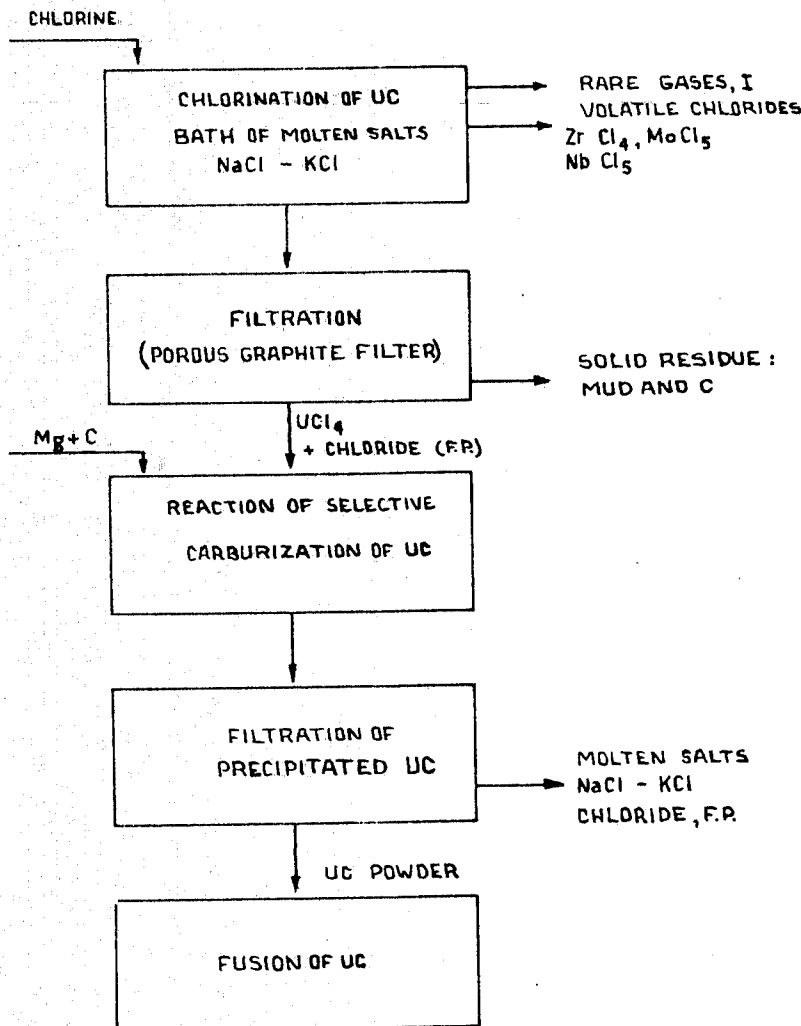 CHLORINE
CHLORINATION OF UC
BATH OF MOLTEN SALTS
NaCl - KCl
RARE GASES, I
VOLATILE CHLORIDES
Zr Cl4, MoCl5
Nb Cl5
FILTRATION
(POROUS GRAPHITE FILTER)
SOLID RESIDUE :
MUD AND C
UCl4
+ CHLORIDE (F.P.)
Mg + C
REACTION OF SELECTIVE
CARBURIZATION OF UC
FILTRATION OF
PRECIPITATED UC
MOLTEN SALTS
NaCl - KCl
CHLORIDE, F.P.
UC POWDER
FUSION OF UC